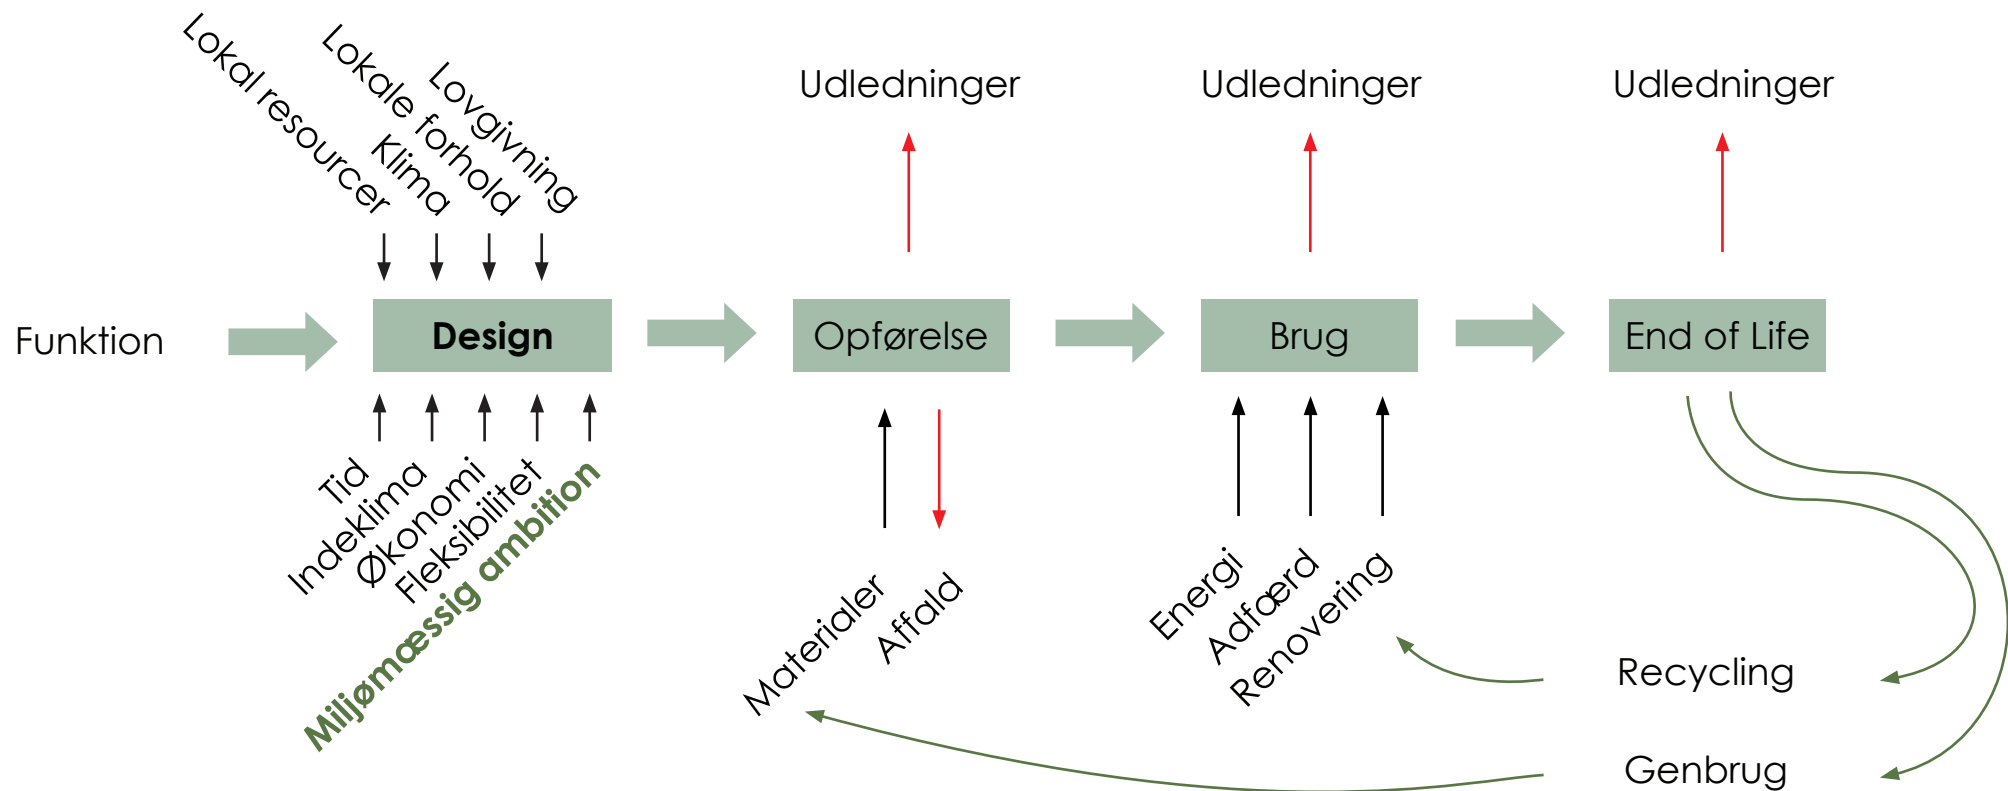 Lokal resourcer
Klima
Lokale forhold
Lovgivning
Udledninger
Udledninger
Udledninger
Funktion
Design
Opførelse
Brug
End of Life
Tid
Indeklima
Økonomi
Fleksibilitet
Miljømæssig ambition
Materialer
Affald
Energi
Adfærd
Renovering
Recycling
Genbrug